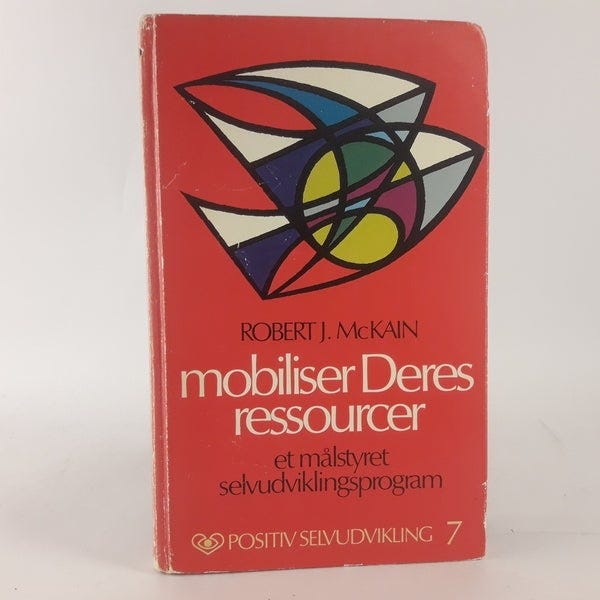 ROBERT J. McKAIN
mobiliser Deres
ressourcer
et målstyret
selvudviklingsprogram
POSITIV SELVUDVIKLING 7